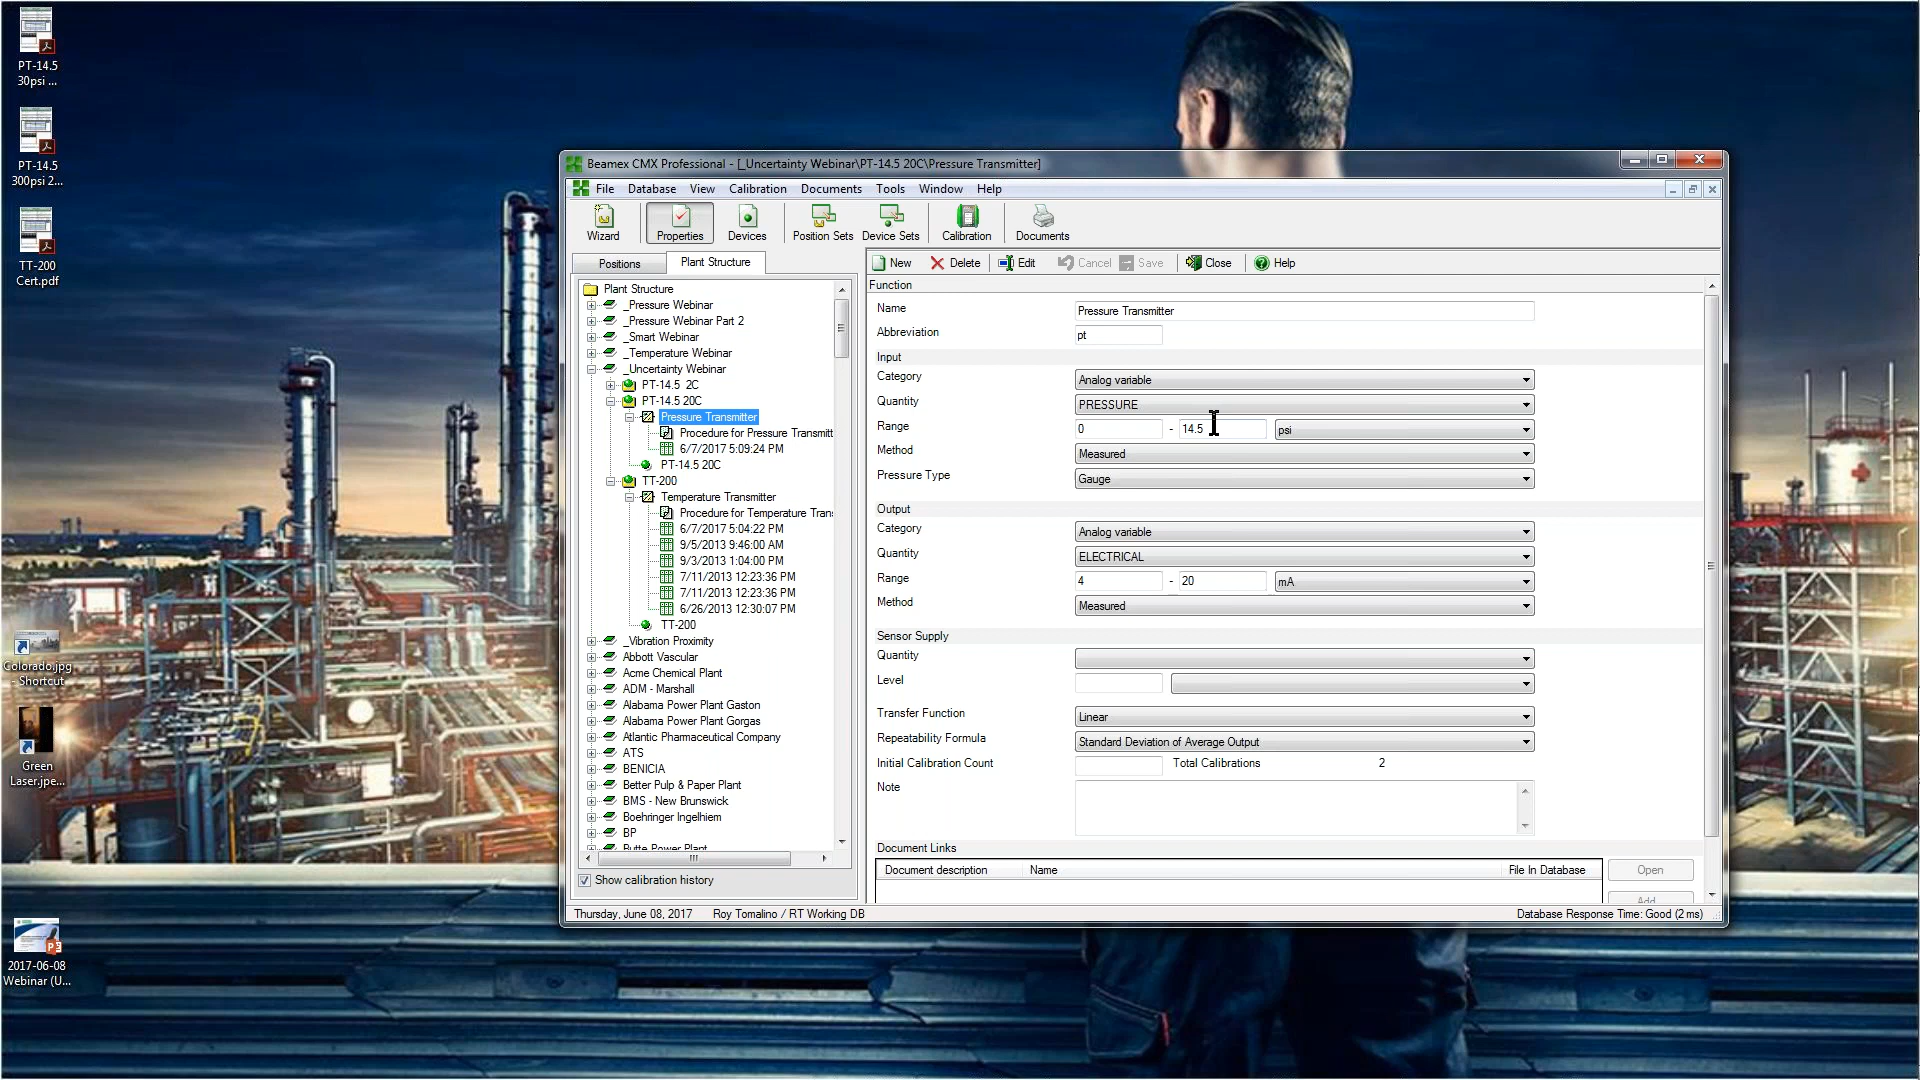 PT-14.5
30psi ...
PT-14.5
300psi 2...
TT-200
Cert.pdf
Colorado.jpg
- Shortcut
Green
Laser.jpe...
2017-06-08
Webinar (U...
Beamex CMX Professional - [_Uncertainty Webinar\PT-14.5 20C\Pressure Transmitter]
File Database View Calibration Documents Tools Window Help
Wizard Properties Devices Position Sets Device Sets Calibration Documents
Positions Plant Structure
Plant Structure
_Pressure Webinar
_Pressure Webinar Part 2
_Smart Webinar
_Temperature Webinar
_Uncertainty Webinar
PT-14.5 2C
PT-14.5 20C
Pressure Transmitter
Procedure for Pressure Transmitt
6/7/2017 5:09:24 PM
PT-14.5 20C
TT-200
Temperature Transmitter
Procedure for Temperature Tran
6/7/2017 5:04:22 PM
9/5/2013 9:46:00 AM
9/3/2013 1:04:00 PM
7/11/2013 12:23:36 PM
7/11/2013 12:23:36 PM
6/26/2013 12:30:07 PM
TT-200
_Vibration Proximity
Abbott Vascular
Acme Chemical Plant
ADM - Marshall
Alabama Power Plant Gaston
Alabama Power Plant Gorgas
Atlantic Pharmaceutical Company
ATS
BENICIA
Better Pulp & Paper Plant
BMS - New Brunswick
Boehringer Ingelhiem
BP
Butte Power Plant
Show calibration history
New Delete Edit Cancel Save Close Help
Function
Name Pressure Transmitter
Abbreviation pt
Input
Category Analog variable
Quantity PRESSURE
Range 0 - 14.5 psi
Method Measured
Pressure Type Gauge
Output
Category Analog variable
Quantity ELECTRICAL
Range 4 - 20 mA
Method Measured
Sensor Supply
Quantity
Level
Transfer Function Linear
Repeatability Formula Standard Deviation of Average Output
Initial Calibration Count Total Calibrations 2
Note
Document Links
Document description Name File In Database Open
Add
Thursday, June 08, 2017 Roy Tomalino / RT Working DB Database Response Time: Good (2 ms)